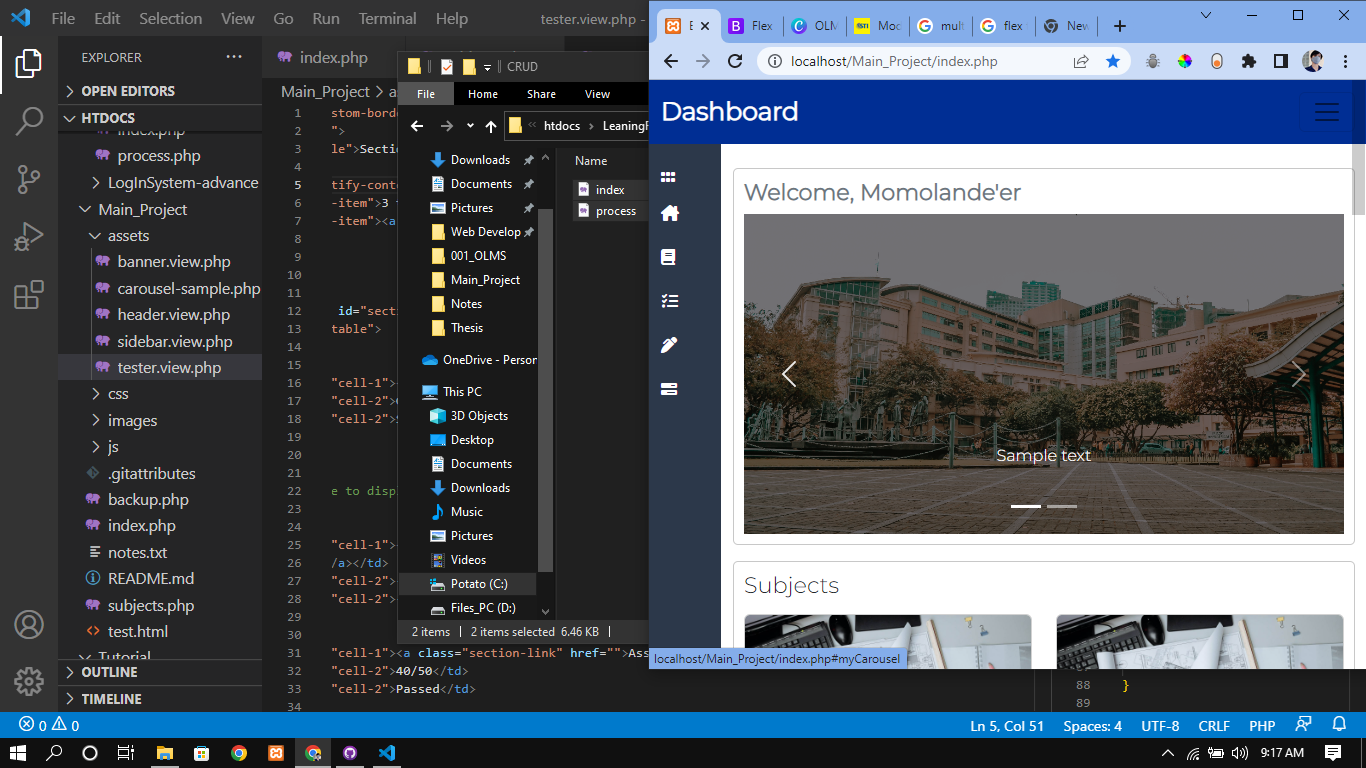 File Edit Selection View Go Run Terminal Help tester.view.php -
EXPLORER
OPEN EDITORS
HTDOCS
index.php
process.php
LogInSystem-advance
Main_Project
assets
banner.view.php
carousel-sample.php
header.view.php
sidebar.view.php
tester.view.php
css
images
js
.gitattributes
backup.php
index.php
notes.txt
README.md
subjects.php
test.html
Tutorial
OUTLINE
TIMELINE
index.php
Main_Project > a
1 stom-bord
2 ">
3 le">Secti
4
5 tify-cont
6 -item">3
7 -item"><a
8
9
10
11
12 id="secti
13 table">
14
15
16 "cell-1">
17 "cell-2">
18 "cell-2">
19
20
21
22 e to disp
23
24
25 "cell-1">
26 /a></td>
27 "cell-2">
28 "cell-2">
29
30
31 "cell-1"><a class="section-link" href="">Ass
32 "cell-2">40/50</td>
33 "cell-2">Passed</td>
34
88 }
89
CRUD
File Home Share View
htdocs > Leaning
Downloads
Documents
Pictures
Web Develop
001_OLMS
Main_Project
Notes
Thesis
OneDrive - Person
This PC
3D Objects
Desktop
Documents
Downloads
Music
Pictures
Videos
Potato (C:)
Files_PC (D:)
Name
index
process
2 items 2 items selected 6.46 KB
Flex OLM Moc mult flex New
localhost/Main_Project/index.php
Dashboard
Welcome, Momolande'er
Sample text
Subjects
localhost/Main_Project/index.php#myCarousel
0 0 Ln 5, Col 51 Spaces: 4 UTF-8 CRLF PHP
9:17 AM